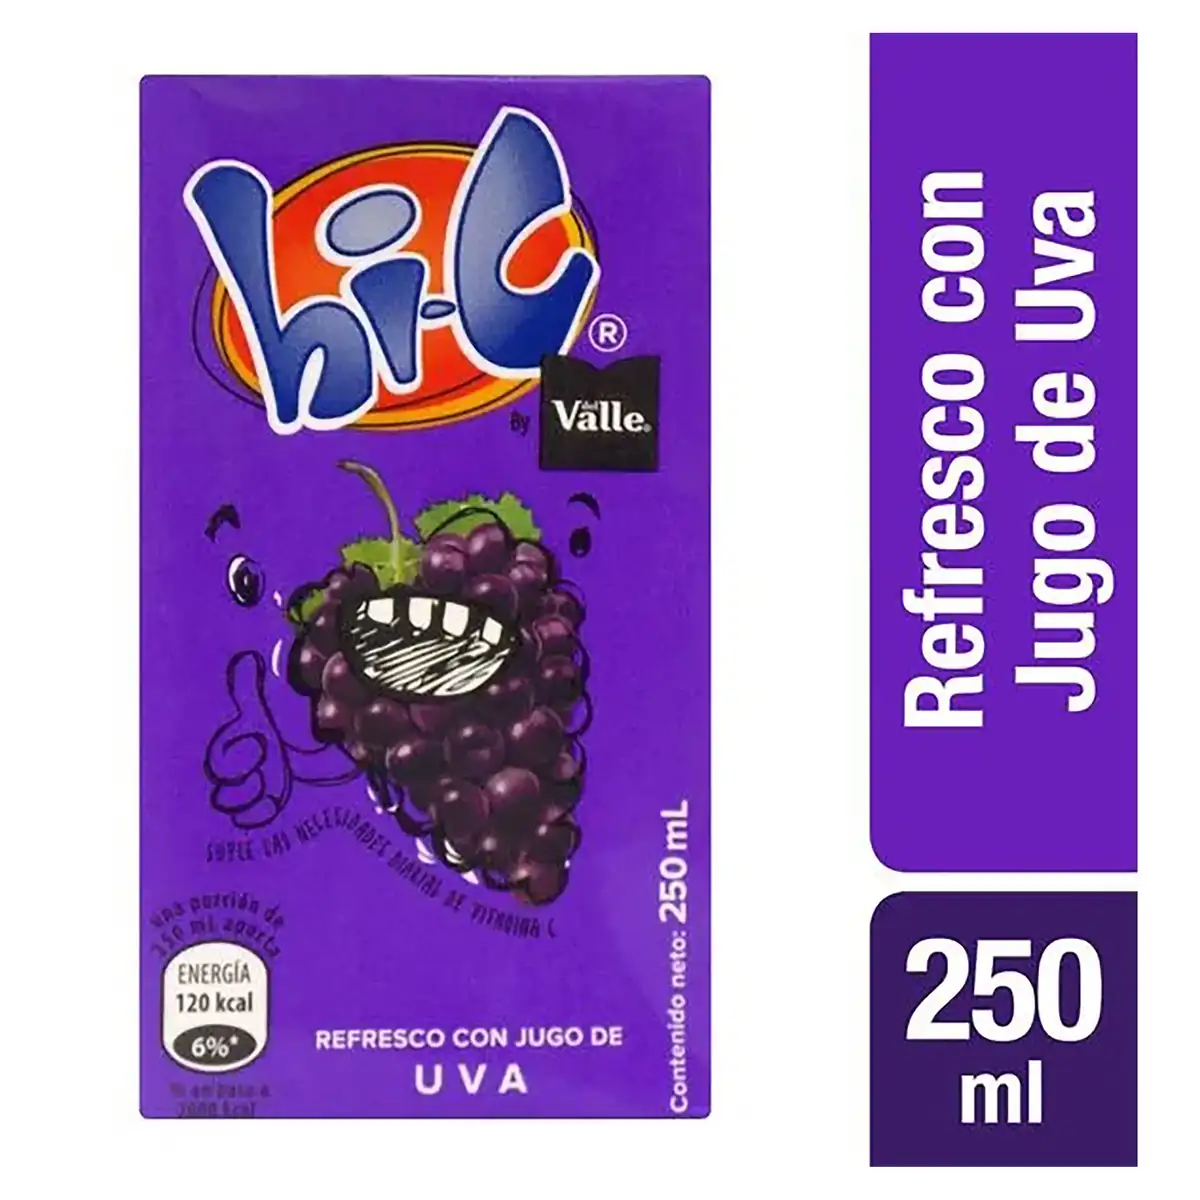 hi-C®
By
del
Valle®
SUPLE LAS NECESIDADES DIARIAS DE VITAMINA C
Una porción de
250 ml aporta
ENERGÍA
120 kcal
6%*
% en base a
2000 kcal
REFRESCO CON JUGO DE
UVA
Contenido neto: 250 mL
Refresco con
Jugo de Uva
250
ml